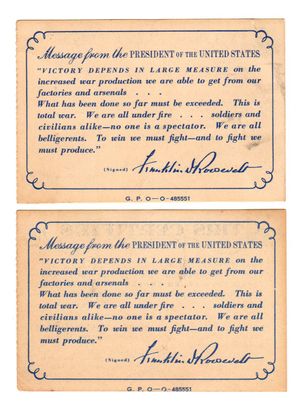 Message from the PRESIDENT OF THE UNITED STATES
"VICTORY DEPENDS IN LARGE MEASURE on the
increased war production we are able to get from our
factories and arsenals . . .
What has been done so far must be exceeded. This is
total war. We are all under fire . . . soldiers and
civilians alike—no one is a spectator. We are all
belligerents. To win we must fight—and to fight we
must produce."
(Signed) Franklin D Roosevelt
G. P. O—O-485551
Message from the PRESIDENT OF THE UNITED STATES
"VICTORY DEPENDS IN LARGE MEASURE on the
increased war production we are able to get from our
factories and arsenals . . .
What has been done so far must be exceeded. This is
total war. We are all under fire . . . soldiers and
civilians alike—no one is a spectator. We are all
belligerents. To win we must fight—and to fight we
must produce."
(Signed) Franklin D Roosevelt
G. P. O—O-485551